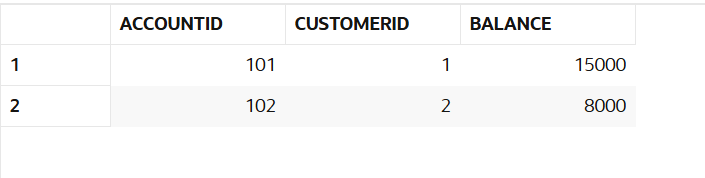 ACCOUNTID CUSTOMERID BALANCE
1 101 1 15000
2 102 2 8000